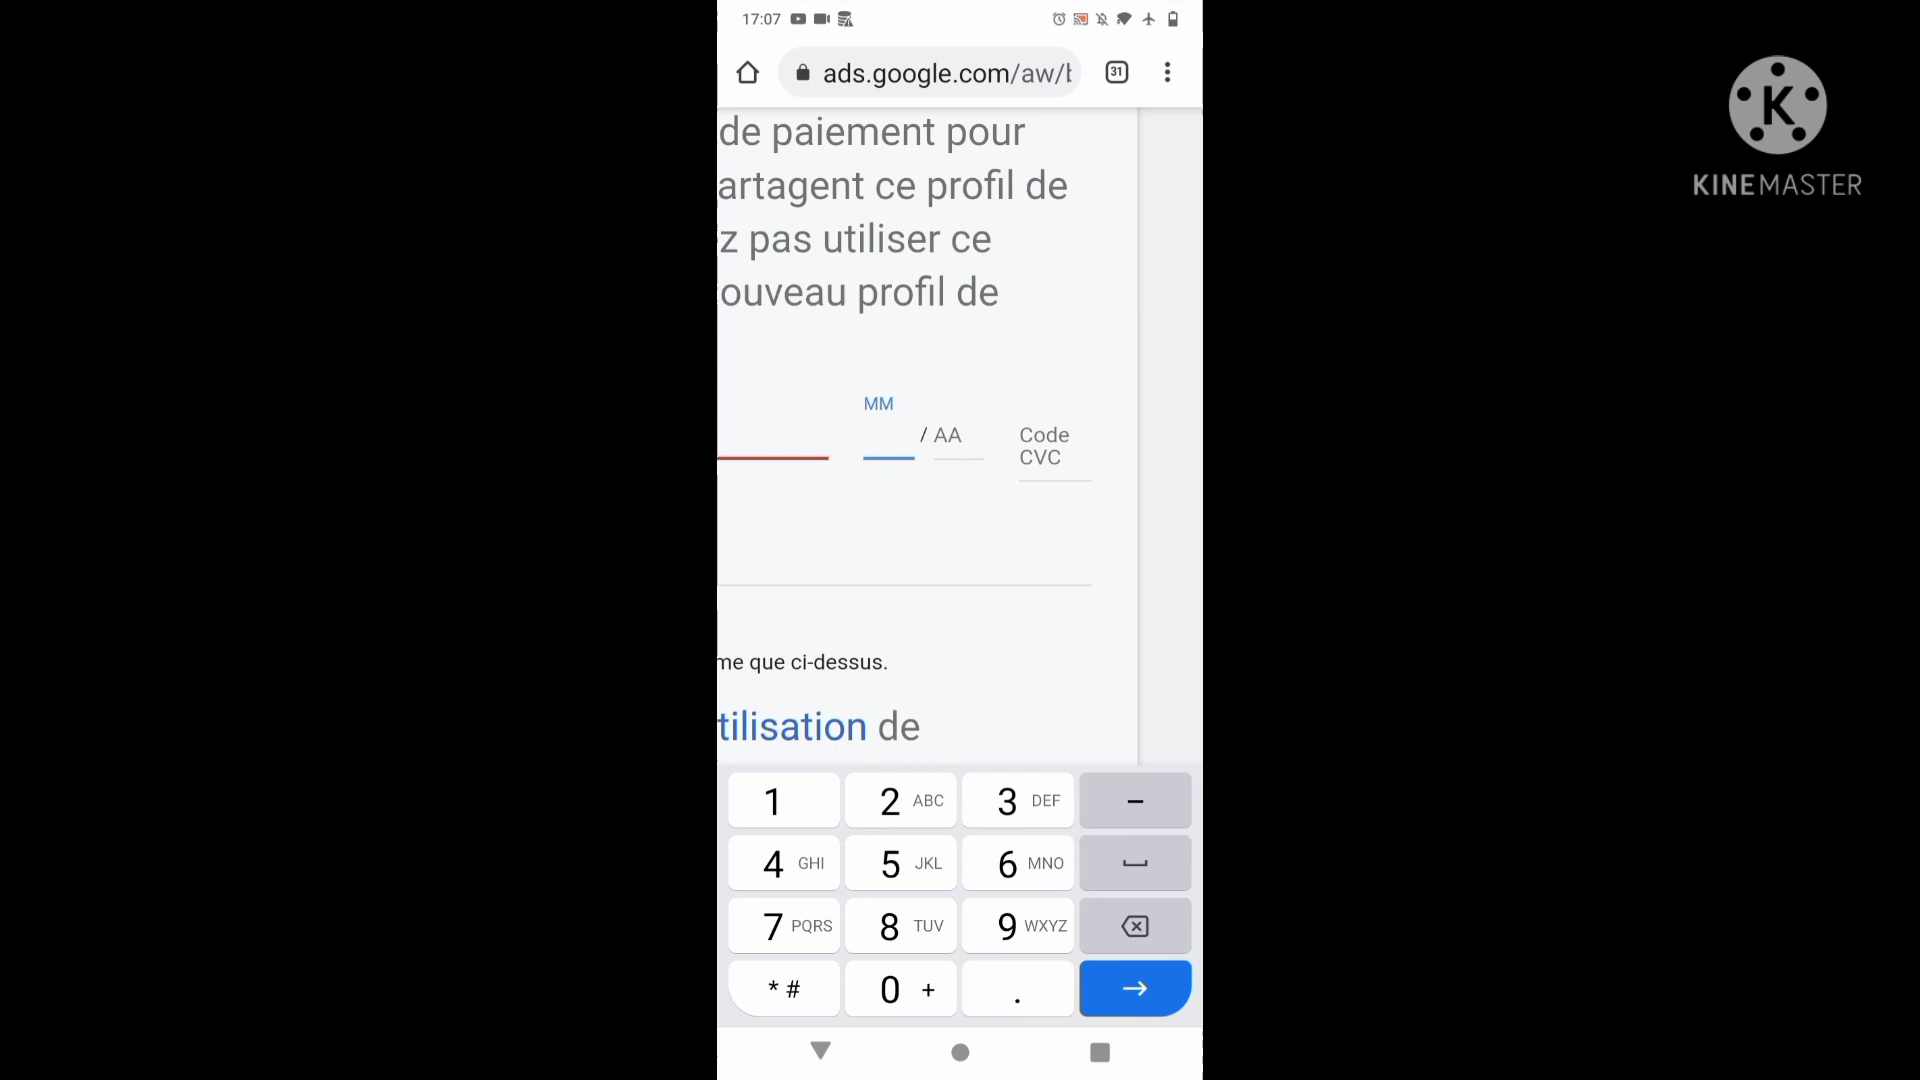 17:07
ads.google.com/aw/b
31
K
KINEMASTER
de paiement pour
artagent ce profil de
z pas utiliser ce
ouveau profil de
MM
/ AA
Code
CVC
me que ci-dessus.
tilisation de
1
2 ABC
3 DEF
–
4 GHI
5 JKL
6 MNO
7 PQRS
8 TUV
9 WXYZ
* #
0 +
.